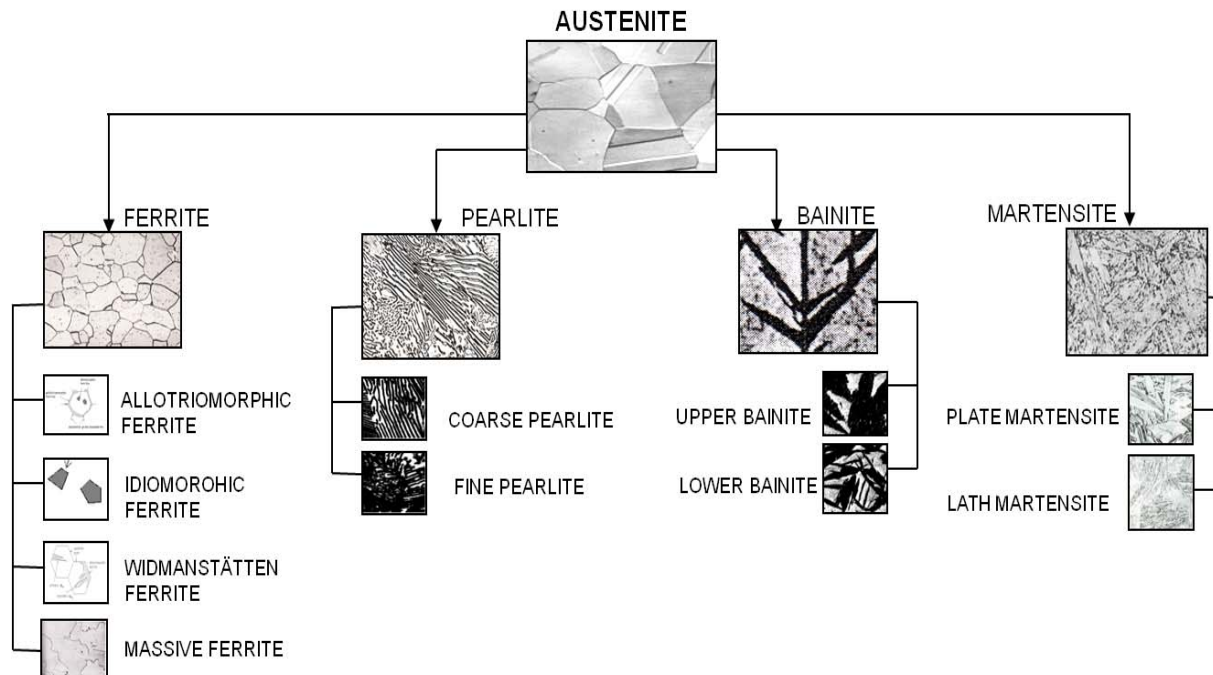 AUSTENITE
FERRITE
PEARLITE
BAINITE
MARTENSITE
ALLOTRIOMORPHIC
FERRITE
IDIOMOROHIC
FERRITE
WIDMANSTÄTTEN
FERRITE
MASSIVE FERRITE
COARSE PEARLITE
FINE PEARLITE
UPPER BAINITE
LOWER BAINITE
PLATE MARTENSITE
LATH MARTENSITE